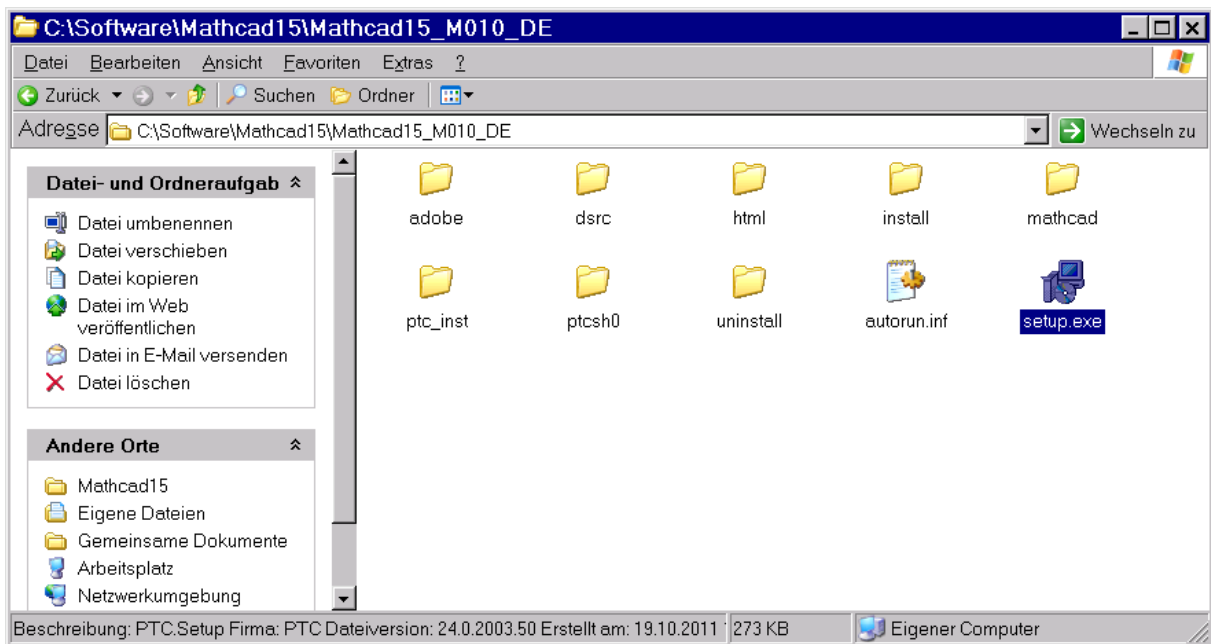 C:\Software\Mathcad15\Mathcad15_M010_DE
Datei Bearbeiten Ansicht Favoriten Extras ?
Zurück Suchen Ordner
Adresse C:\Software\Mathcad15\Mathcad15_M010_DE Wechseln zu
Datei- und Ordneraufgab
Datei umbenennen
Datei verschieben
Datei kopieren
Datei im Web
veröffentlichen
Datei in E-Mail versenden
Datei löschen
Andere Orte
Mathcad15
Eigene Dateien
Gemeinsame Dokumente
Arbeitsplatz
Netzwerkumgebung
adobe dsrc html install mathcad
ptc_inst ptcsh0 uninstall autorun.inf setup.exe
Beschreibung: PTC.Setup Firma: PTC Dateiversion: 24.0.2003.50 Erstellt am: 19.10.2011 273 KB Eigener Computer